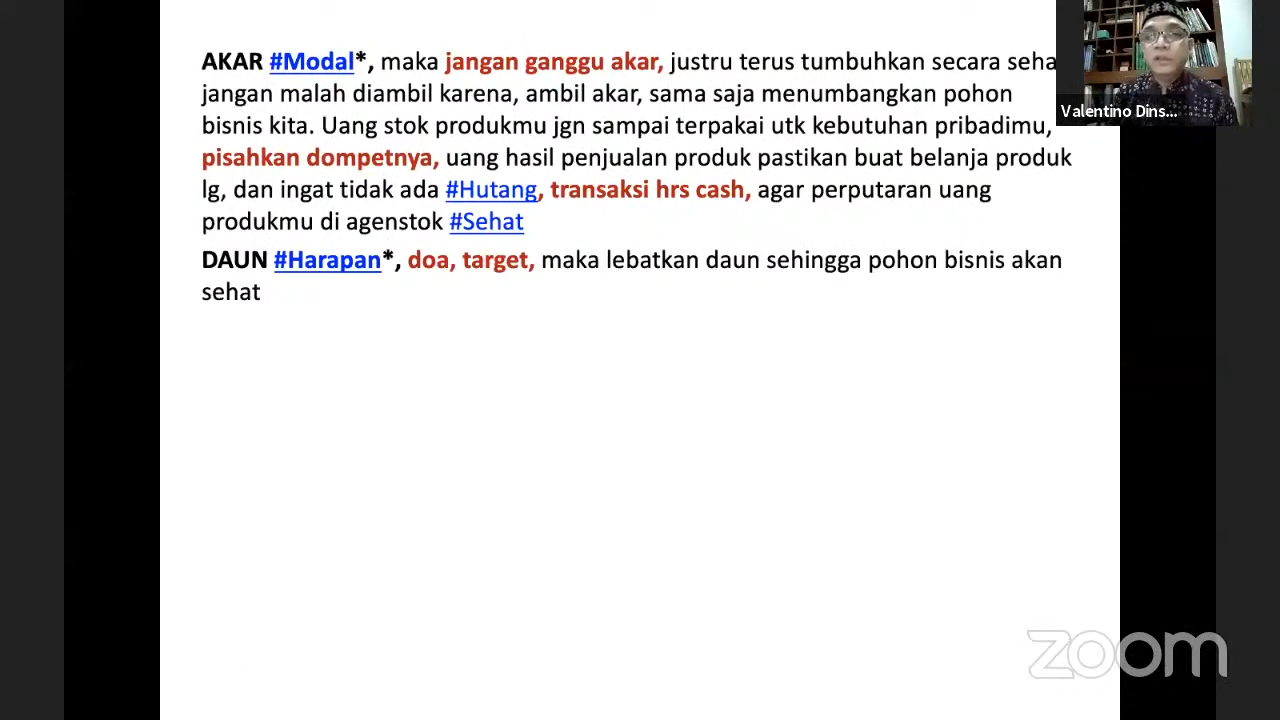 AKAR #Modal*, maka jangan ganggu akar, justru terus tumbuhkan secara seha
jangan malah diambil karena, ambil akar, sama saja menumbangkan pohon
bisnis kita. Uang stok produkmu jgn sampai terpakai utk kebutuhan pribadimu,
pisahkan dompetnya, uang hasil penjualan produk pastikan buat belanja produk
lg, dan ingat tidak ada #Hutang, transaksi hrs cash, agar perputaran uang
produkmu di agenstok #Sehat
DAUN #Harapan*, doa, target, maka lebatkan daun sehingga pohon bisnis akan
sehat
Valentino Dins...
zoom